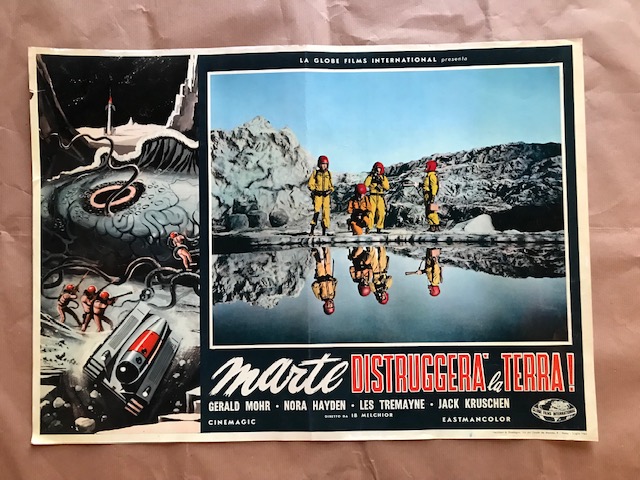 LA GLOBE FILMS INTERNATIONAL presenta
marte DISTRUGGERÀ la TERRA!
GERALD MOHR · NORA HAYDEN · LES TREMAYNE · JACK KRUSCHEN
CINEMAGIC DIRETTO DA IB MELCHIOR EASTMANCOLOR